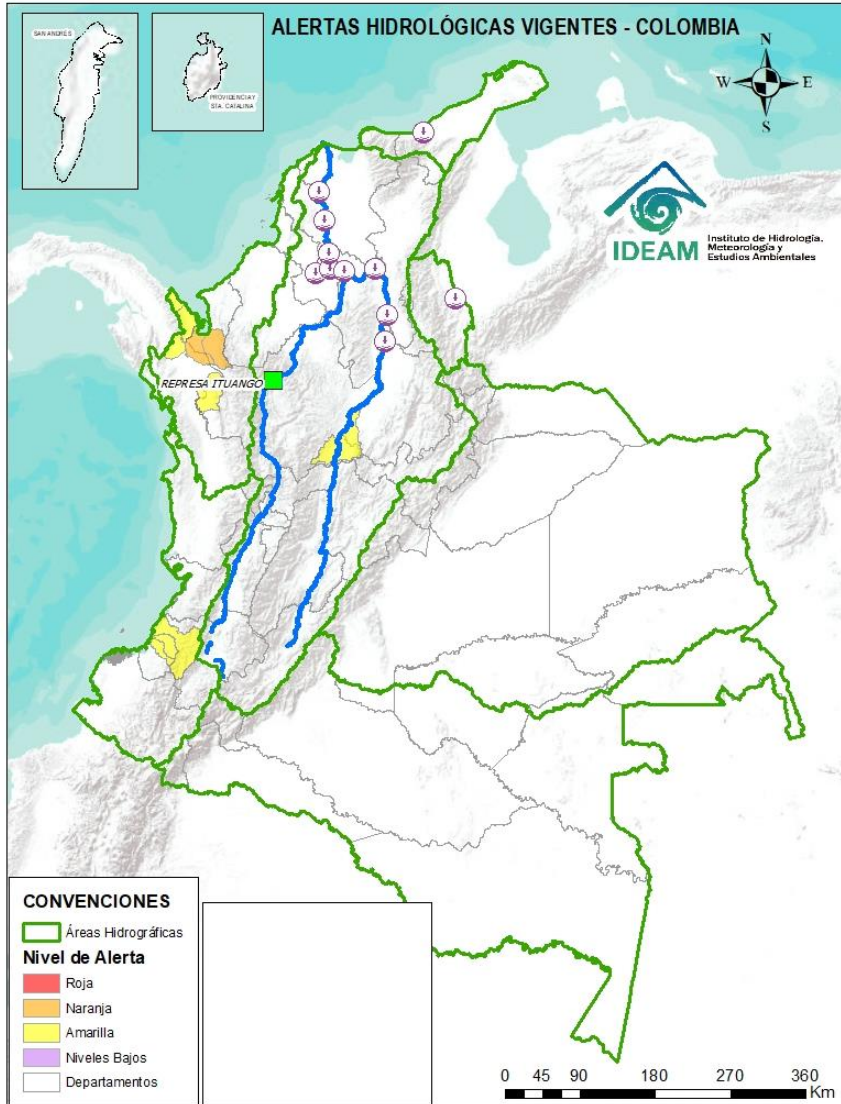 ALERTAS HIDROLÓGICAS VIGENTES - COLOMBIA
SAN ANDRÉS
PROVIDENCIA Y
STA. CATALINA
N
W
E
S
IDEAM
Instituto de Hidrología,
Meteorología y
Estudios Ambientales
REPRESA ITUANGO
CONVENCIONES
Áreas Hidrográficas
Nivel de Alerta
Roja
Naranja
Amarilla
Niveles Bajos
Departamentos
0 45 90 180 270 360
Km